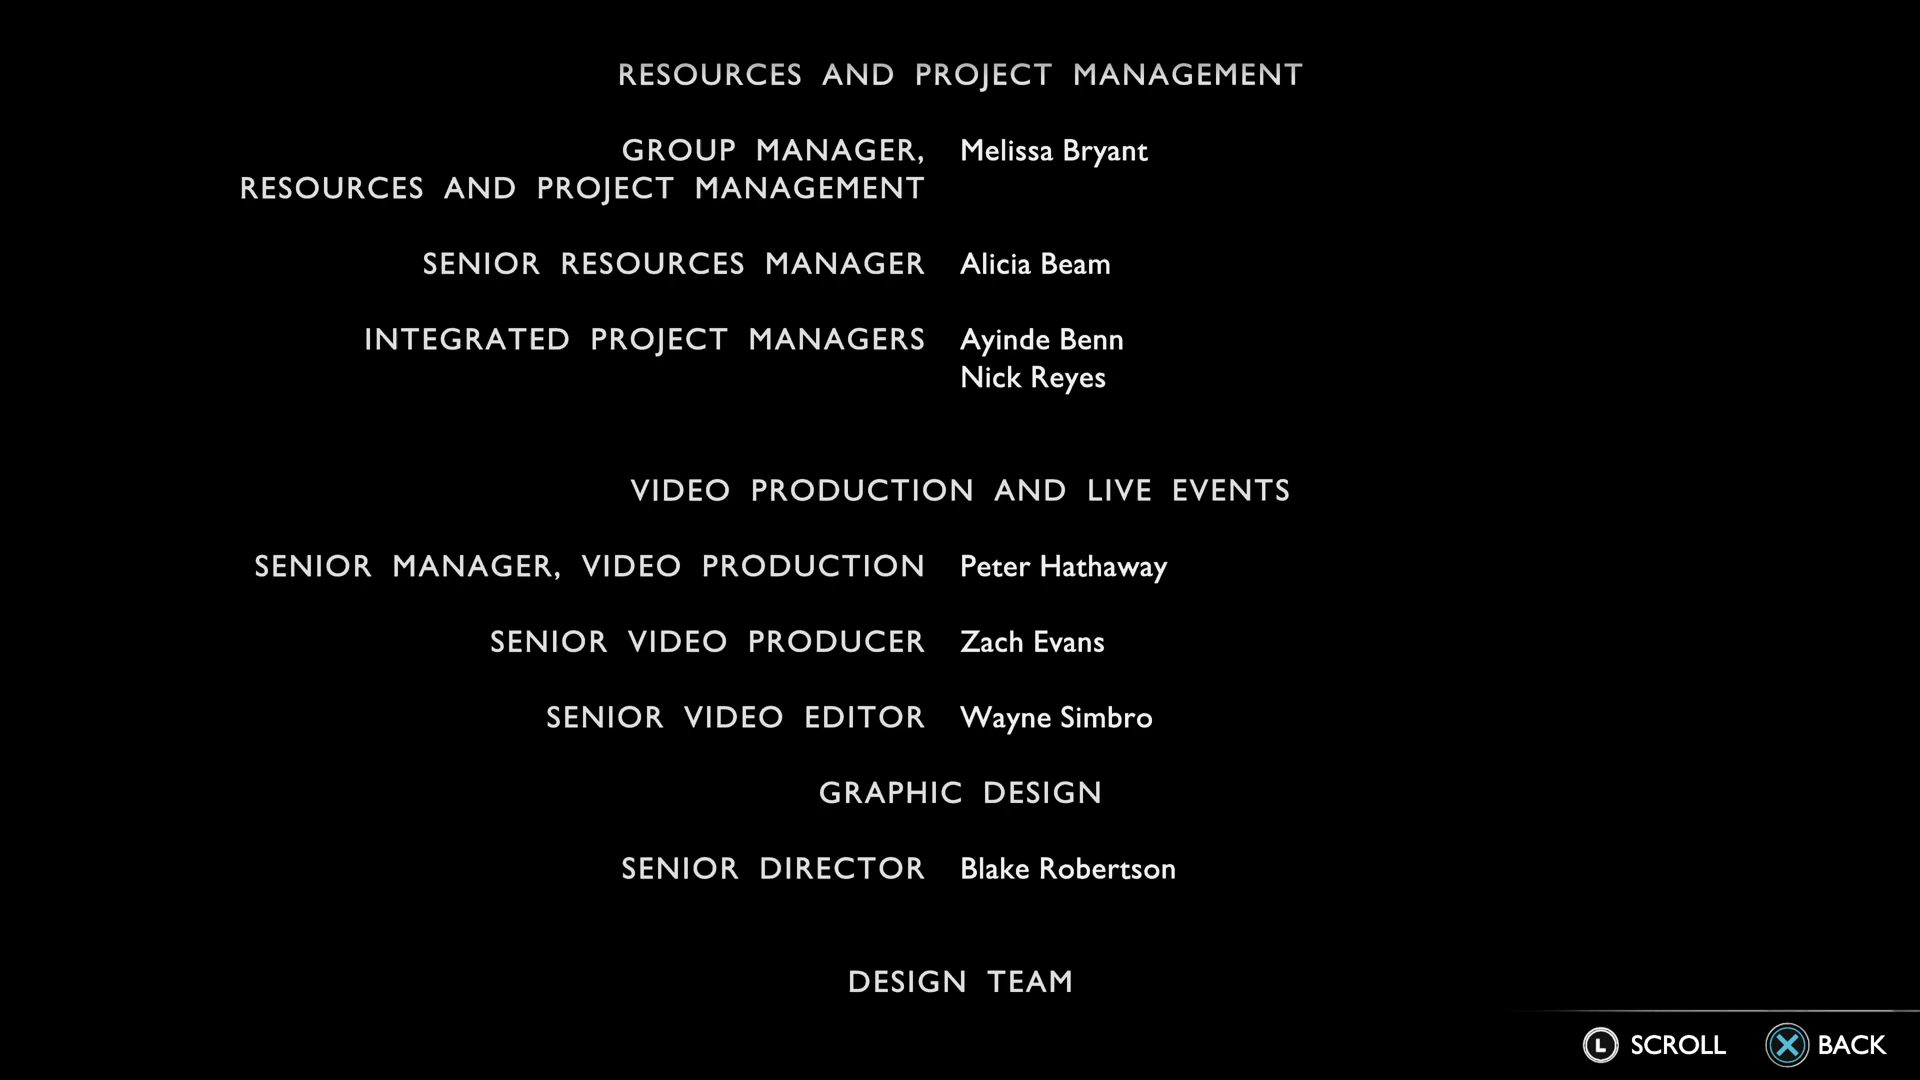 RESOURCES AND PROJECT MANAGEMENT
GROUP MANAGER, Melissa Bryant
RESOURCES AND PROJECT MANAGEMENT
SENIOR RESOURCES MANAGER Alicia Beam
INTEGRATED PROJECT MANAGERS Ayinde Benn
Nick Reyes
VIDEO PRODUCTION AND LIVE EVENTS
SENIOR MANAGER, VIDEO PRODUCTION Peter Hathaway
SENIOR VIDEO PRODUCER Zach Evans
SENIOR VIDEO EDITOR Wayne Simbro
GRAPHIC DESIGN
SENIOR DIRECTOR Blake Robertson
DESIGN TEAM
L SCROLL BACK